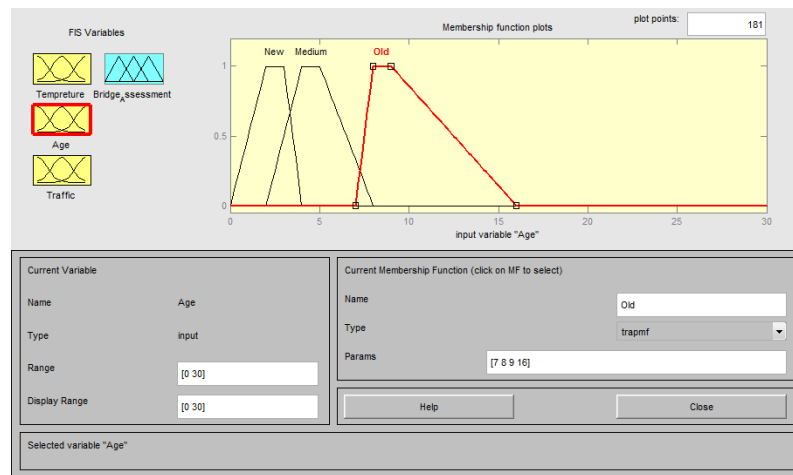 FIS Variables
Tempreture
Bridge_Assessment
Age
Traffic
Membership function plots
plot points:
181
New
Medium
Old
1
0.5
0
0
5
10
15
20
25
30
input variable "Age"
Current Variable
Name
Age
Type
input
Range
[0 30]
Display Range
[0 30]
Current Membership Function (click on MF to select)
Name
Old
Type
trapmf
Params
[7 8 9 16]
Help
Close
Selected variable "Age"